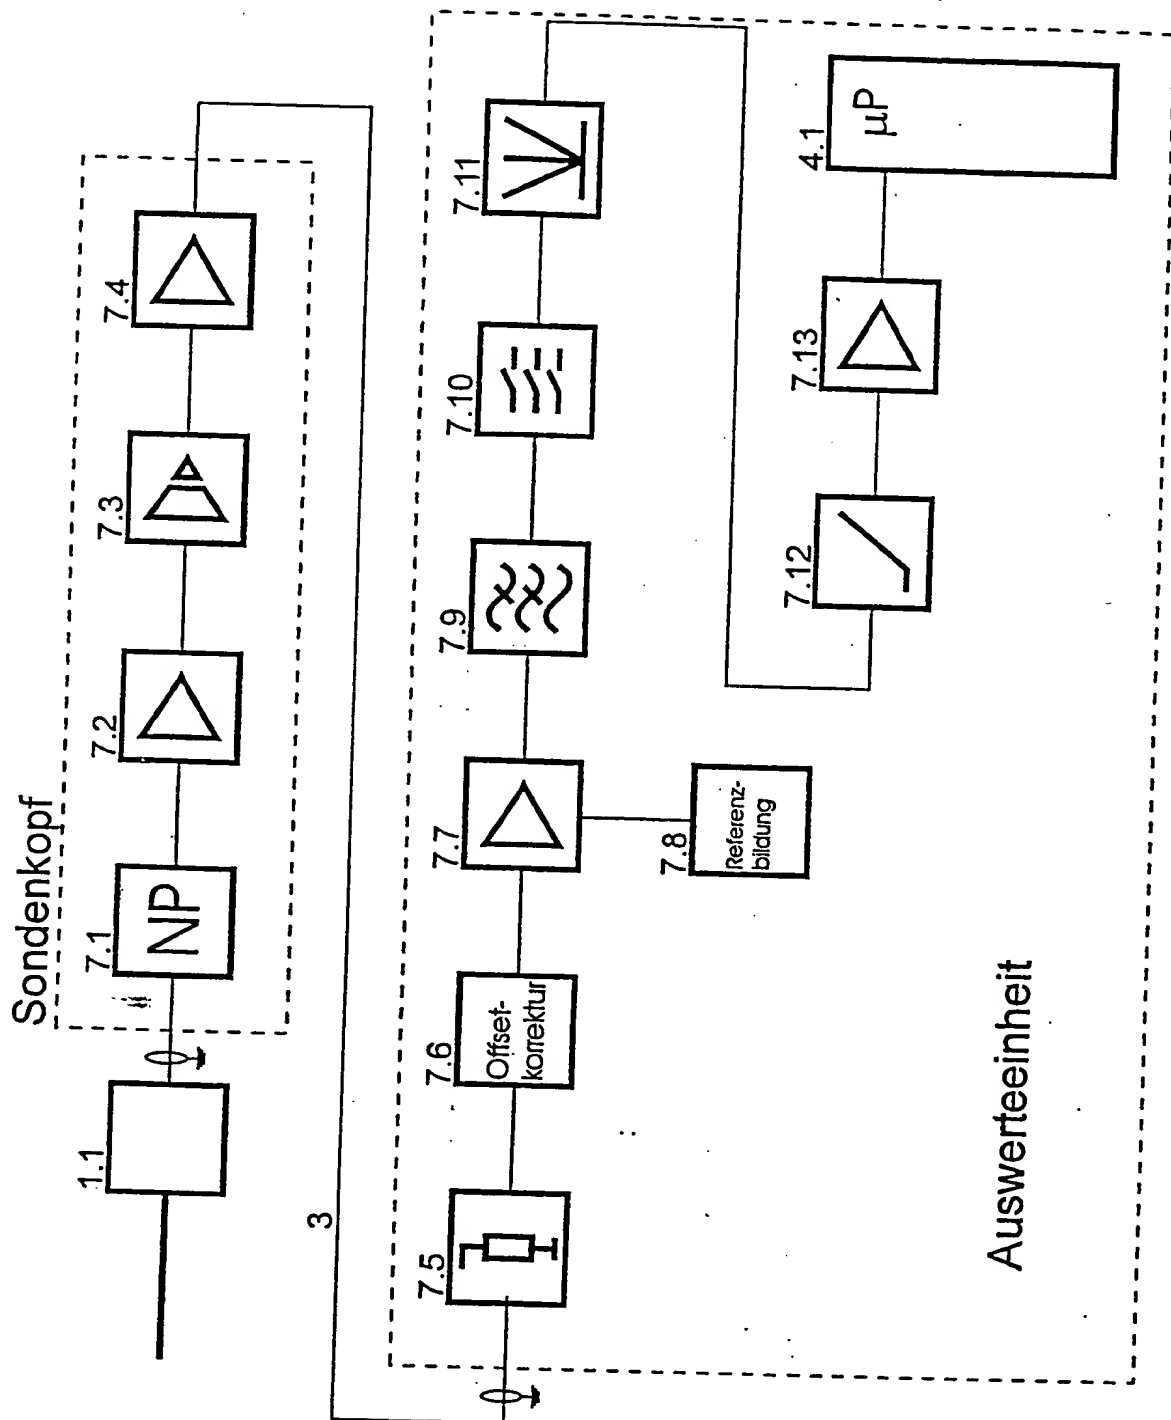 Sondenkopf
1.1
7.1
NP
7.2
7.3
7.4
3
7.5
7.6
Offset-
korrektur
7.7
7.8
Referenz-
bildung
7.9
7.10
7.11
7.12
7.13
4.1
µP
Auswerteeinheit